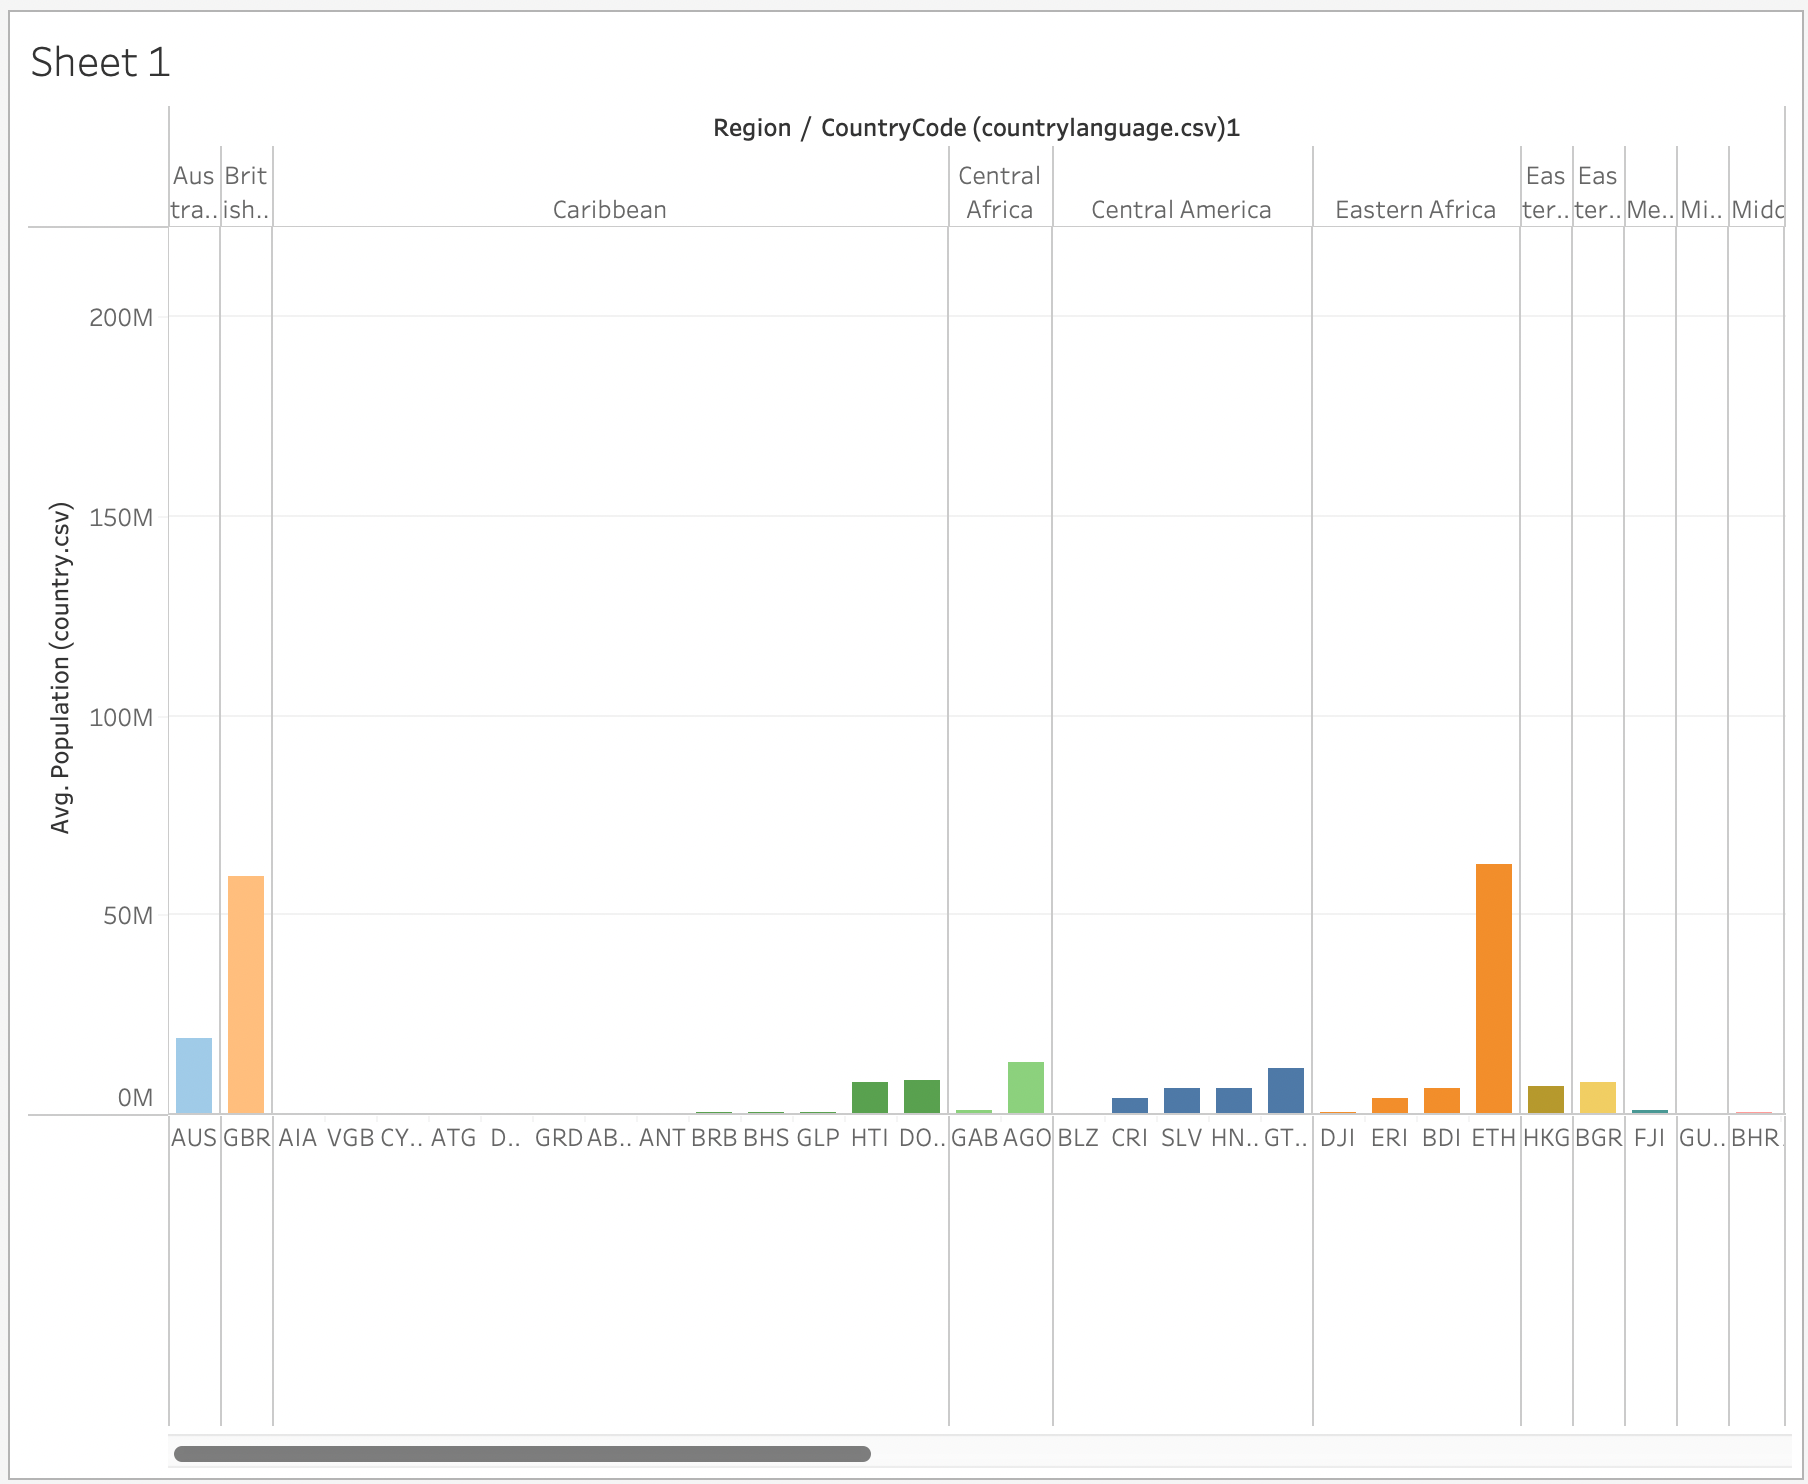 Sheet 1
Region / CountryCode (countrylanguage.csv)1
Aus
tra..
Brit
ish..
Caribbean
Central
Africa
Central America
Eastern Africa
Eas
ter..
Eas
ter..
Me..
Mi..
Midd
Avg. Population (country.csv)
200M
150M
100M
50M
0M
AUS GBR AIA VGB CY.. ATG D.. GRD AB.. ANT BRB BHS GLP HTI DO.. GAB AGO BLZ CRI SLV HN.. GT.. DJI ERI BDI ETH HKG BGR FJI GU.. BHR